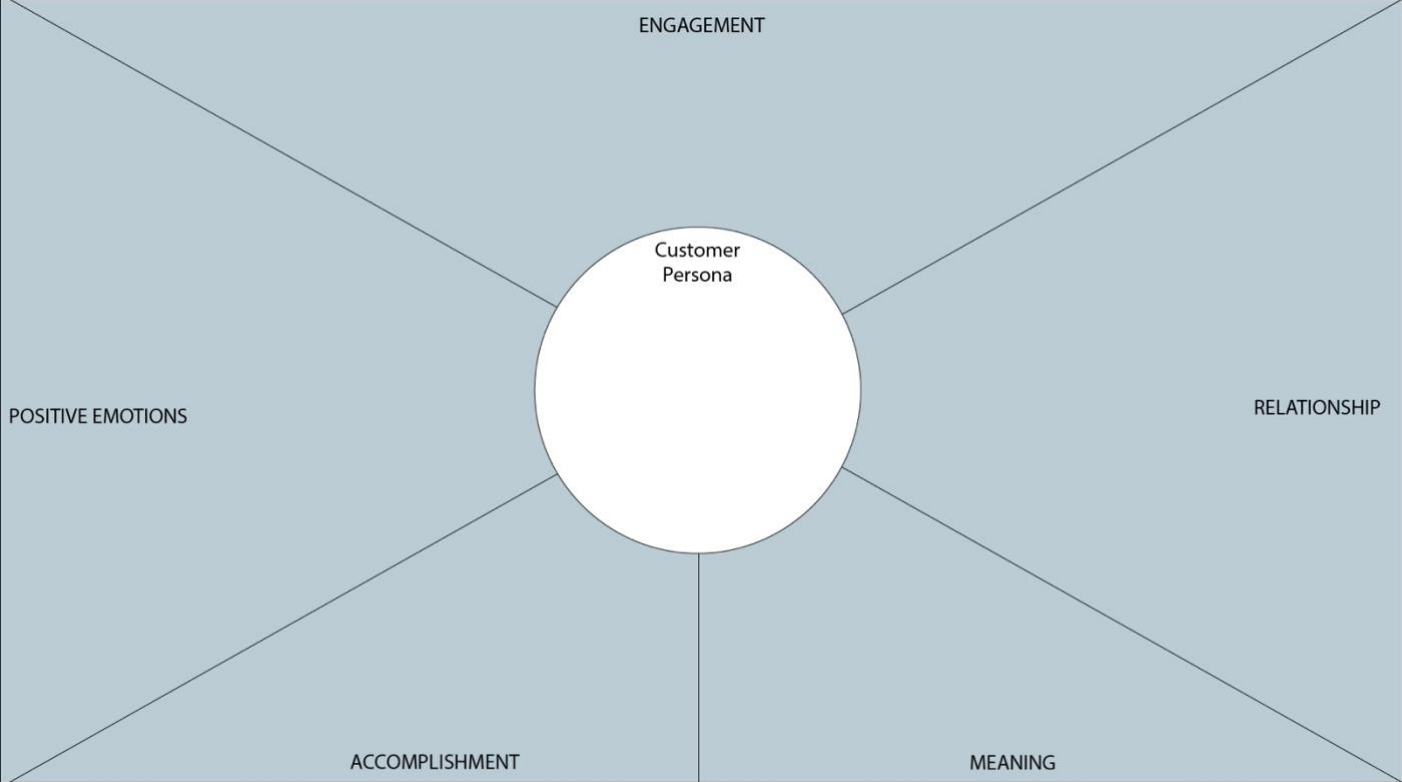 ENGAGEMENT
Customer
Persona
POSITIVE EMOTIONS
RELATIONSHIP
ACCOMPLISHMENT
MEANING